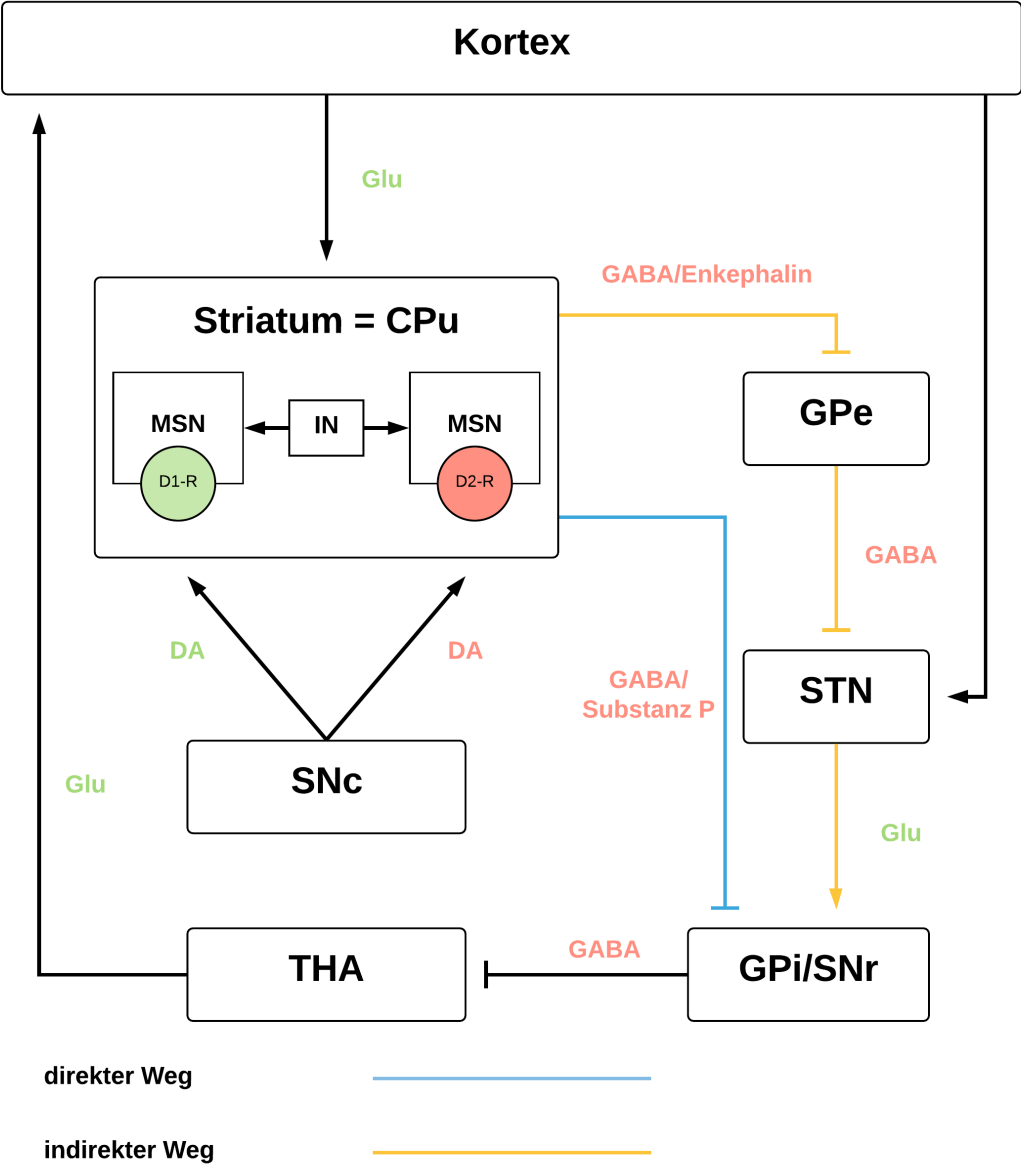 Kortex
Glu
GABA/Enkephalin
Striatum = CPu
MSN
IN
MSN
D1-R
D2-R
GPe
GABA
DA
DA
GABA/
Substanz P
STN
SNc
Glu
Glu
GABA
THA
GPi/SNr
direkter Weg
indirekter Weg